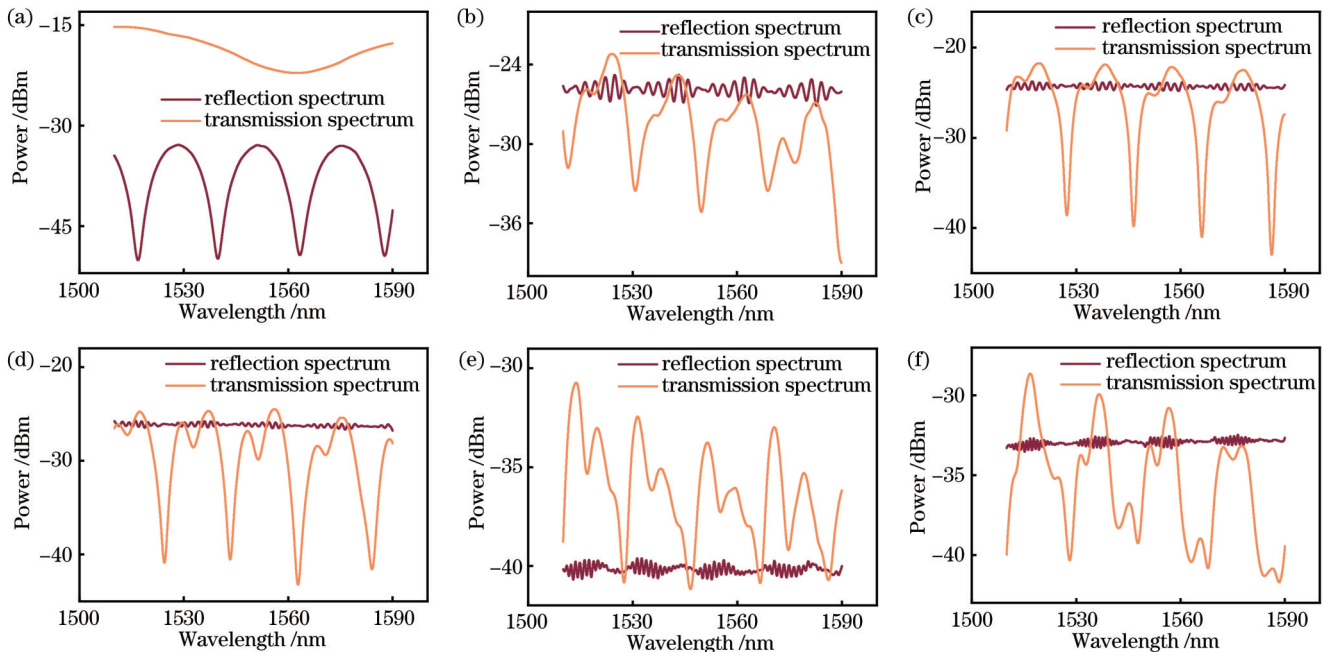 (a)
Power /dBm
−15
−30
−45
reflection spectrum
transmission spectrum
1500 1530 1560 1590
Wavelength /nm
(b)
Power /dBm
−24
−30
−36
reflection spectrum
transmission spectrum
1500 1530 1560 1590
Wavelength /nm
(c)
Power /dBm
−20
−30
−40
reflection spectrum
transmission spectrum
1500 1530 1560 1590
Wavelength /nm
(d)
Power /dBm
−20
−30
−40
reflection spectrum
transmission spectrum
1500 1530 1560 1590
Wavelength /nm
(e)
Power /dBm
−30
−35
−40
reflection spectrum
transmission spectrum
1500 1530 1560 1590
Wavelength /nm
(f)
Power /dBm
−30
−35
−40
reflection spectrum
transmission spectrum
1500 1530 1560 1590
Wavelength /nm